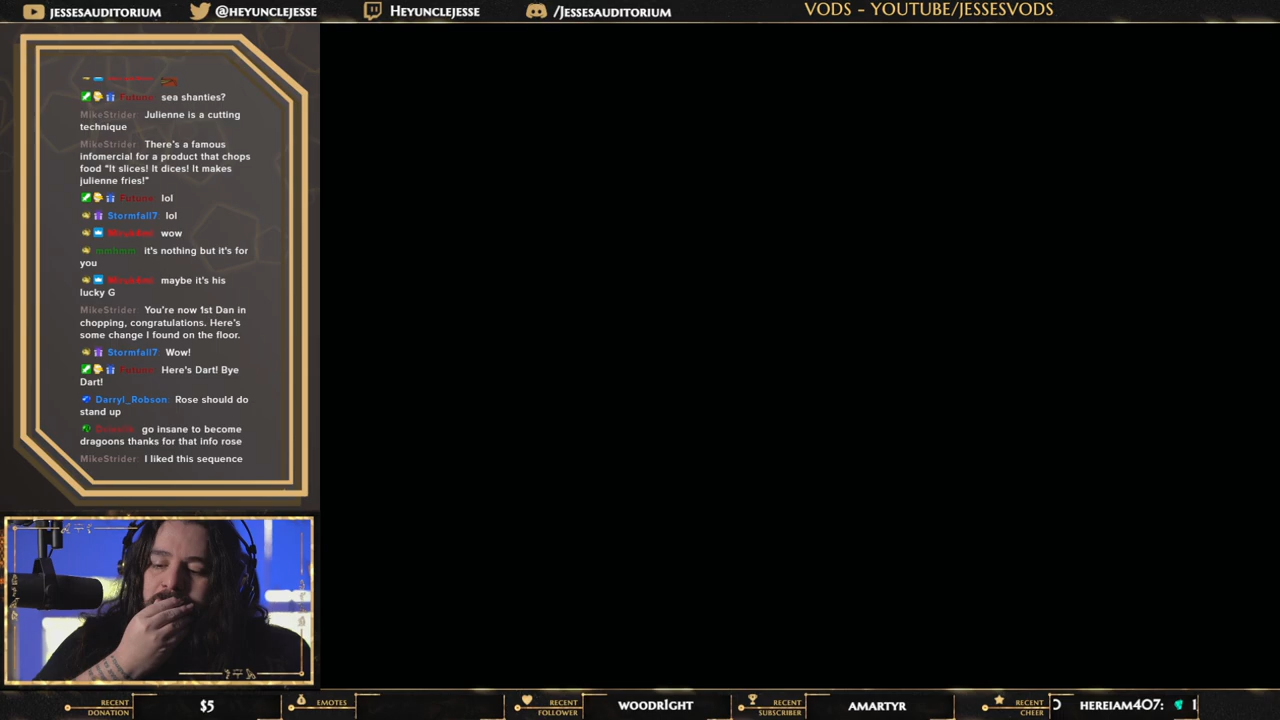 JESSESAUDITORIUM
@HEYUNCLEJESSE
HEYUNCLEJESSE
/JESSESAUDITORIUM
VODS - YOUTUBE/JESSESVODS
sea shanties?
MikeStrider Julienne is a cutting
technique
MikeStrider There's a famous
infomercial for a product that chops
food "It slices! It dices! It makes
julienne fries!"
lol
Stormfall7: lol
wow
it's nothing but it's for
you
maybe it's his
lucky G
MikeStrider You're now 1st Dan in
chopping, congratulations. Here's
some change I found on the floor.
Stormfall7: Wow!
Here's Dart! Bye
Dart!
Darryl_Robson: Rose should do
stand up
go insane to become
dragoons thanks for that info rose
MikeStrider I liked this sequence
RECENT
DONATION
$5
EMOTES
RECENT
FOLLOWER
WOODR1GHT
RECENT
SUBSCRIBER
AMARTYR
RECENT
CHEER
HEREIAM407: 1